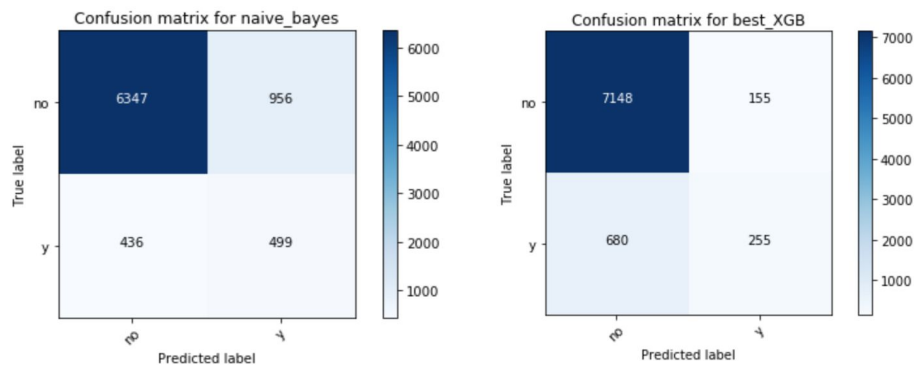 Confusion matrix for naive_bayes
no
6347
956
y
436
499
True label
no
y
Predicted label
6000
5000
4000
3000
2000
1000
Confusion matrix for best_XGB
no
7148
155
y
680
255
True label
no
y
Predicted label
7000
6000
5000
4000
3000
2000
1000